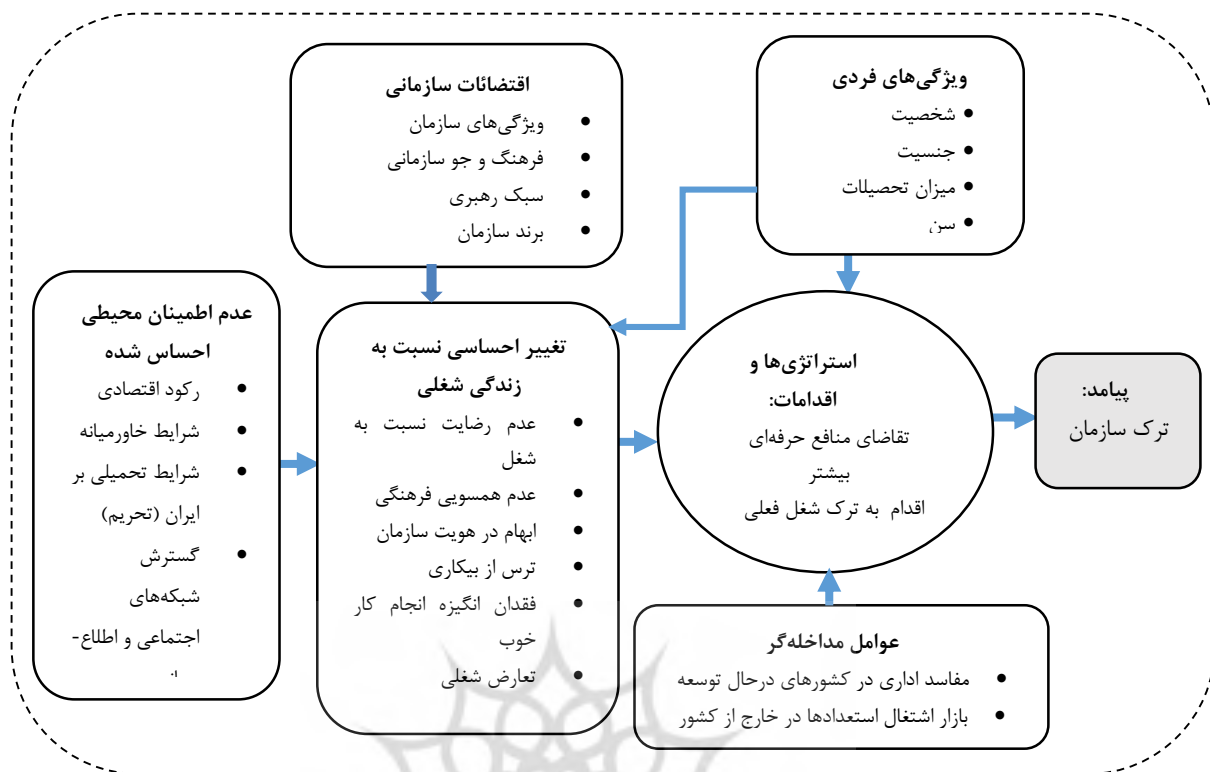 اقتضائات سازمانی
ویژگی‌های سازمان
فرهنگ و جو سازمانی
سبک رهبری
برند سازمان
ویژگی‌های فردی
شخصیت
جنسیت
میزان تحصیلات
سن
عدم اطمینان محیطی
احساس شده
رکود اقتصادی
شرایط خاورمیانه
شرایط تحمیلی بر
ایران (تحریم)
گسترش
شبکه‌های
اجتماعی و اطلاع-
تغییر احساسی نسبت به
زندگی شغلی
عدم رضایت نسبت به
شغل
عدم همسویی فرهنگی
ابهام در هویت سازمان
ترس از بیکاری
فقدان انگیزه انجام کار
خوب
تعارض شغلی
استراتژی‌ها و
اقدامات:
تقاضای منافع حرفه‌ای
بیشتر
اقدام به ترک شغل فعلی
پیامد:
ترک سازمان
عوامل مداخله‌گر
مفاسد اداری در کشورهای درحال توسعه
بازار اشتغال استعدادها در خارج از کشور